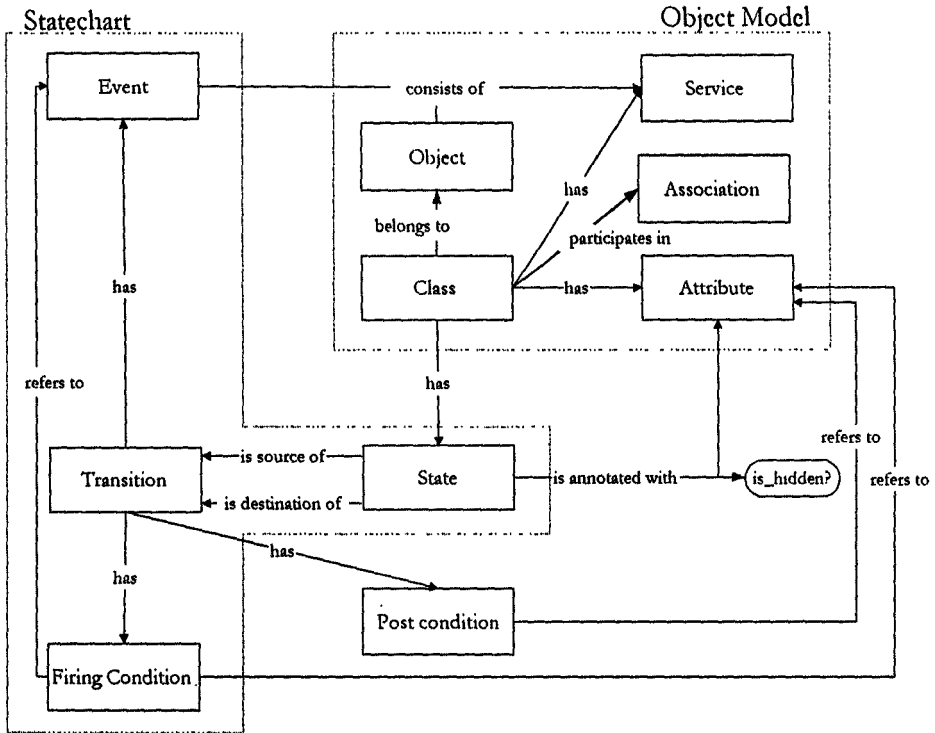 Statechart
Object Model
Event
consists of
Service
Object
has
Association
belongs to
participates in
Class
has
Attribute
has
refers to
has
refers to
Transition
is source of
State
is annotated with
is_hidden?
refers to
is destination of
has
has
Post condition
Firing Condition